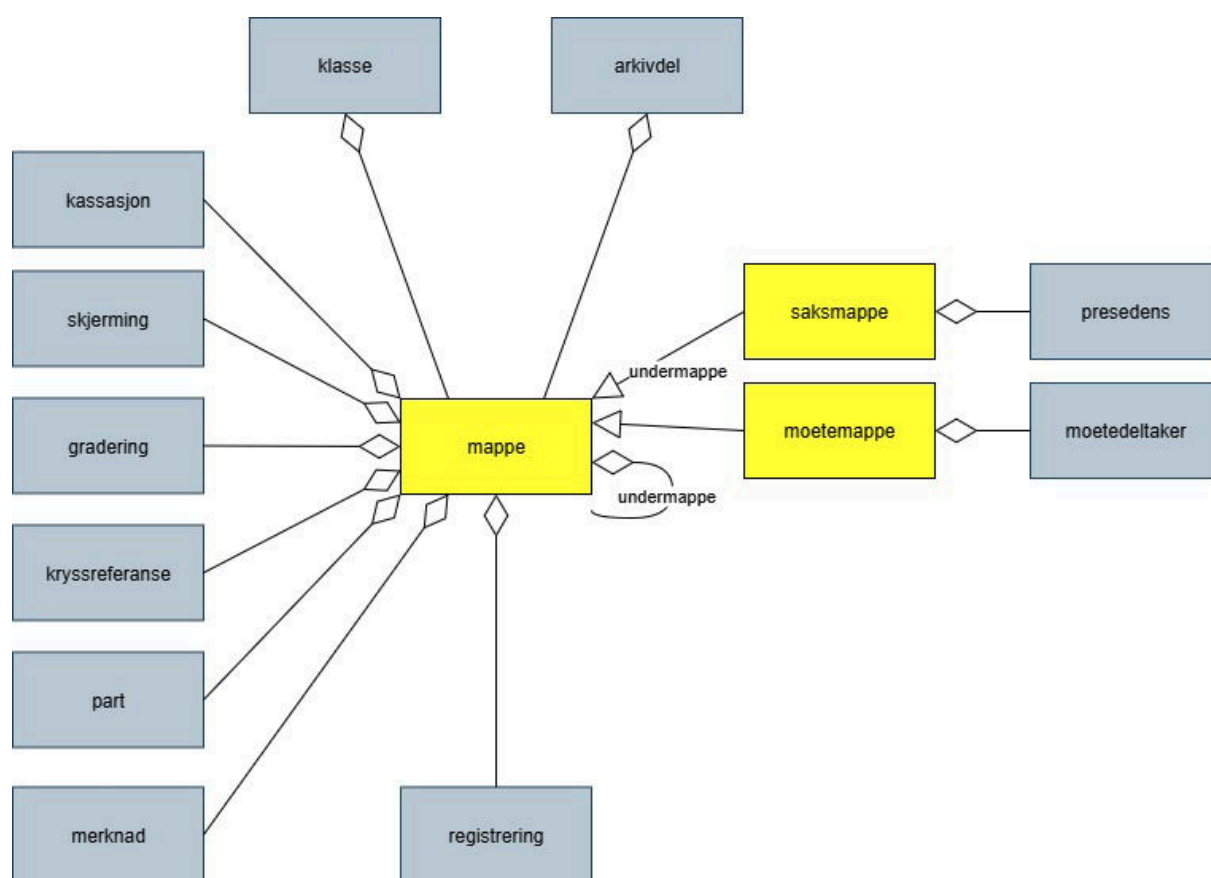 klasse
arkivdel
kassasjon
skjerming
saksmappe
presedens
undermappe
gradering
mappe
moetemappe
moetedeltaker
undermappe
kryssreferanse
part
merknad
registrering